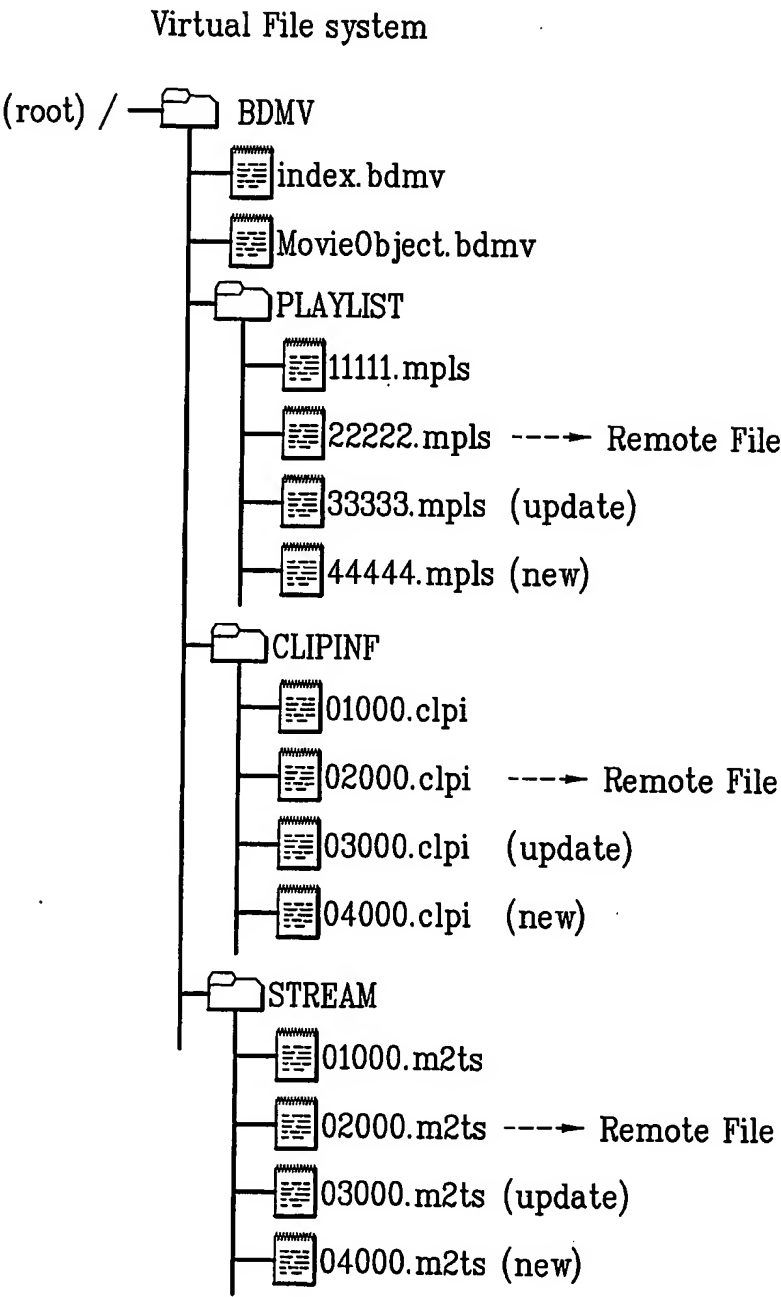 Virtual File system
(root) / BDMV
index.bdmv
MovieObject.bdmv
PLAYLIST
11111.mpls
22222.mpls Remote File
33333.mpls (update)
44444.mpls (new)
CLIPINF
01000.clpi
02000.clpi Remote File
03000.clpi (update)
04000.clpi (new)
STREAM
01000.m2ts
02000.m2ts Remote File
03000.m2ts (update)
04000.m2ts (new)